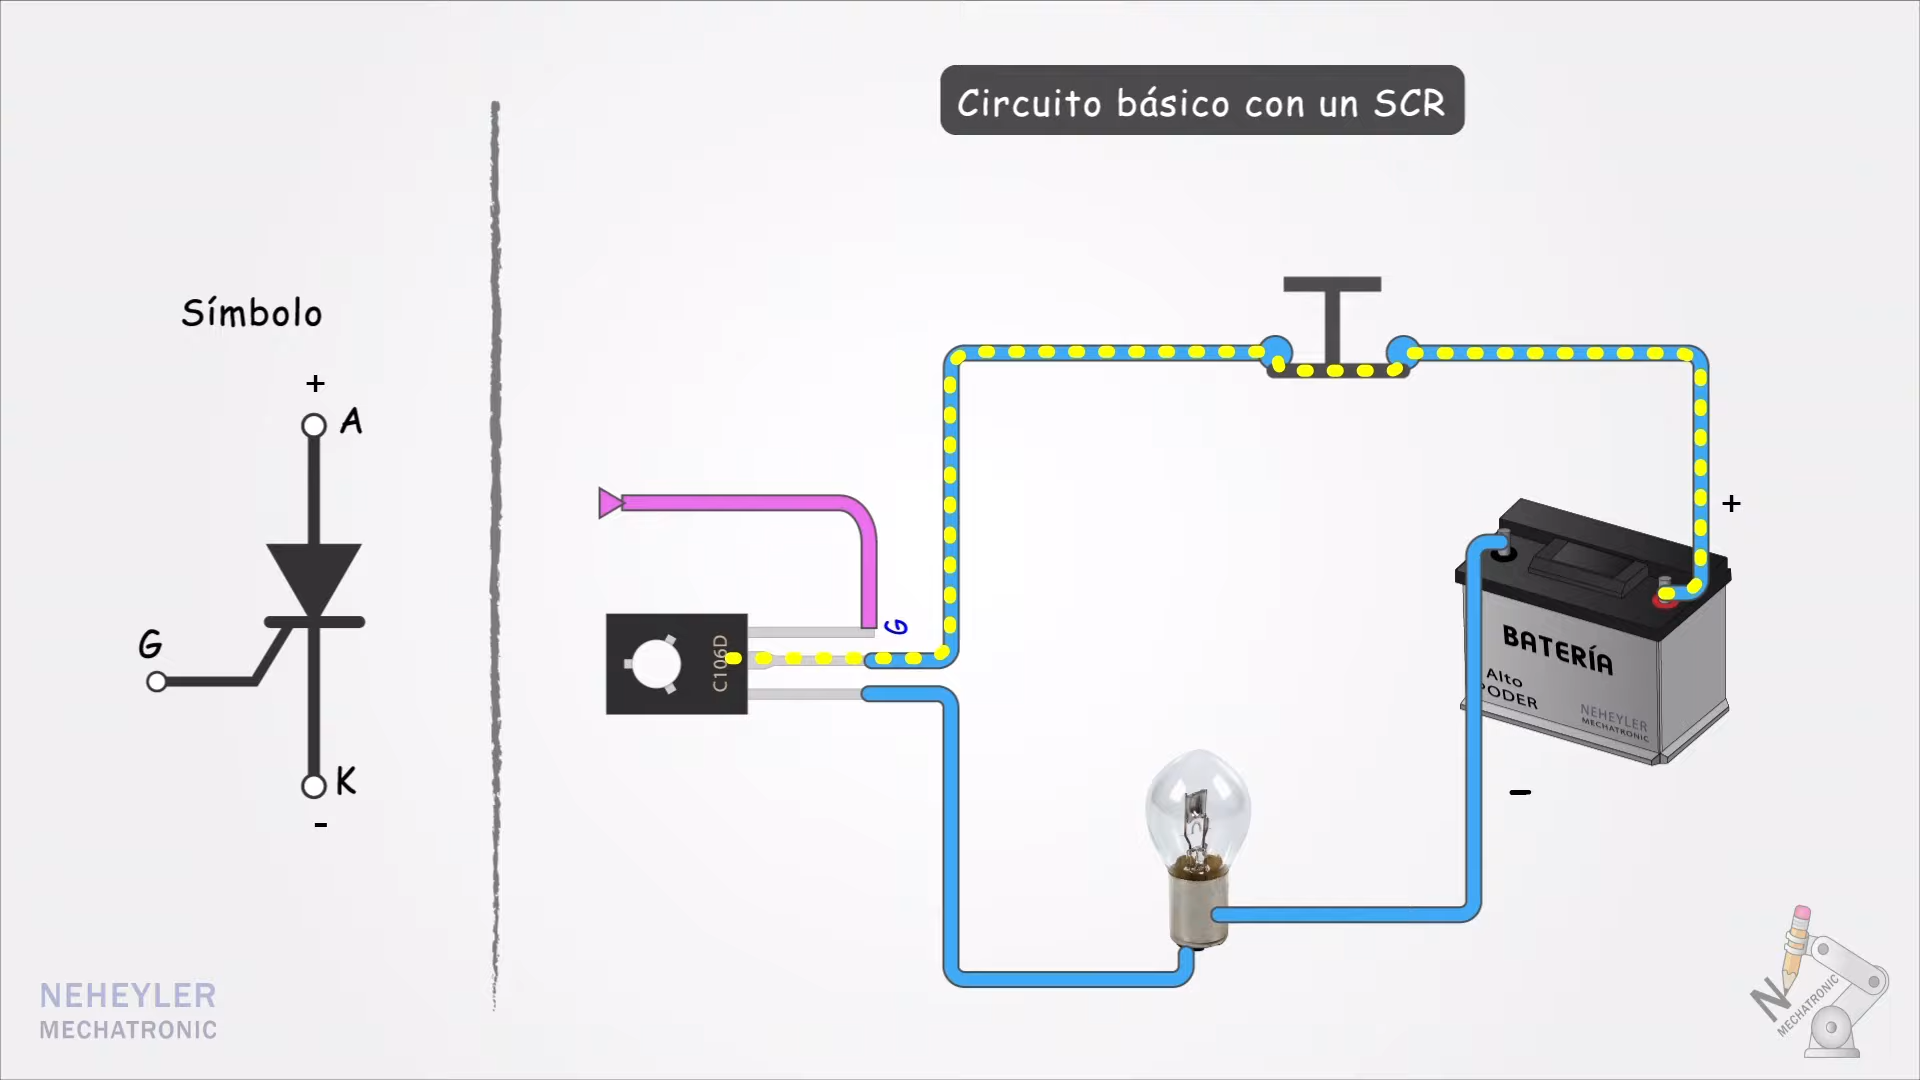 Circuito básico con un SCR
Símbolo
+
A
G
K
-
G
C106D
+
BATERÍA
Alto
PODER
NEHEYLER
MECHATRONIC
-
NEHEYLER
MECHATRONIC
N
MECHATRONIC